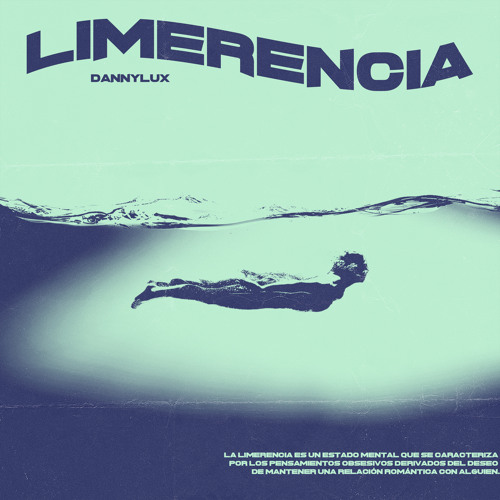 LIMERENCIA
DANNYLUX
LA LIMERENCIA ES UN ESTADO MENTAL QUE SE CARACTERIZA
POR LOS PENSAMIENTOS OBSESIVOS DERIVADOS DEL DESEO
DE MANTENER UNA RELACIÓN ROMÁNTICA CON ALGUIEN.